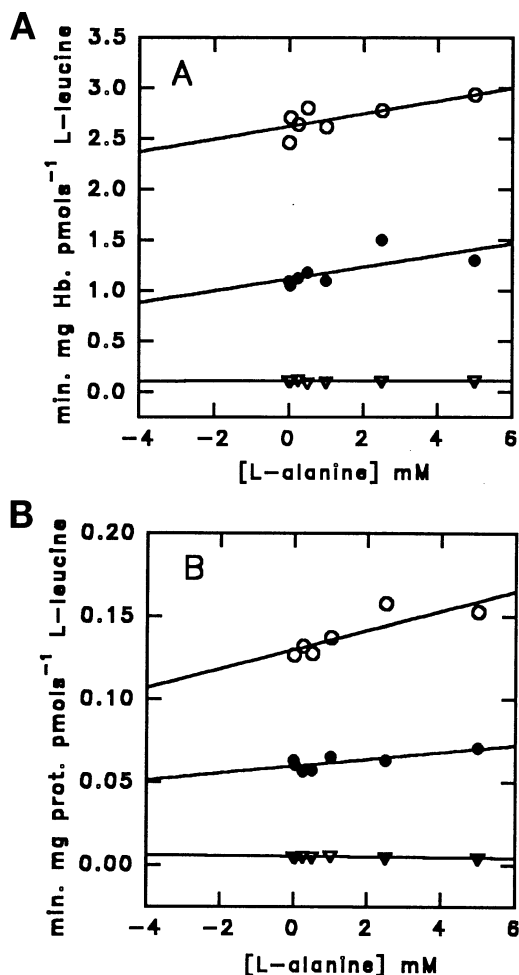 A
A
min. mg Hb. pmols⁻¹ L-leucine
3.5
3.0
2.5
2.0
1.5
1.0
0.5
0.0
−4 −2 0 2 4 6
[L-alanine] mM
B
B
min. mg prot. pmols⁻¹ L-leucine
0.20
0.15
0.10
0.05
0.00
−4 −2 0 2 4 6
[L-alanine] mM